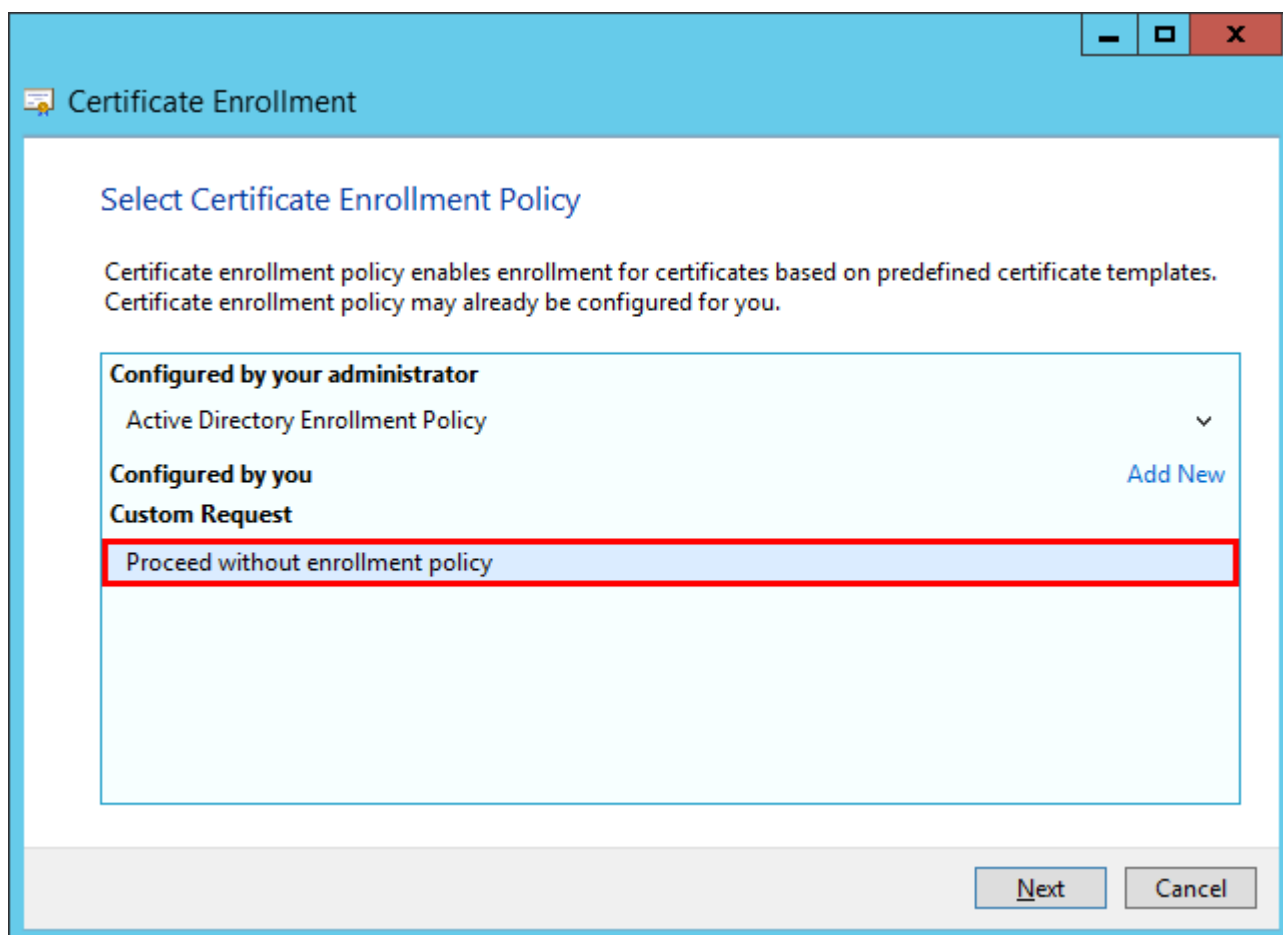 Certificate Enrollment
Select Certificate Enrollment Policy
Certificate enrollment policy enables enrollment for certificates based on predefined certificate templates.
Certificate enrollment policy may already be configured for you.
Configured by your administrator
Active Directory Enrollment Policy
Configured by you Add New
Custom Request
Proceed without enrollment policy
Next Cancel